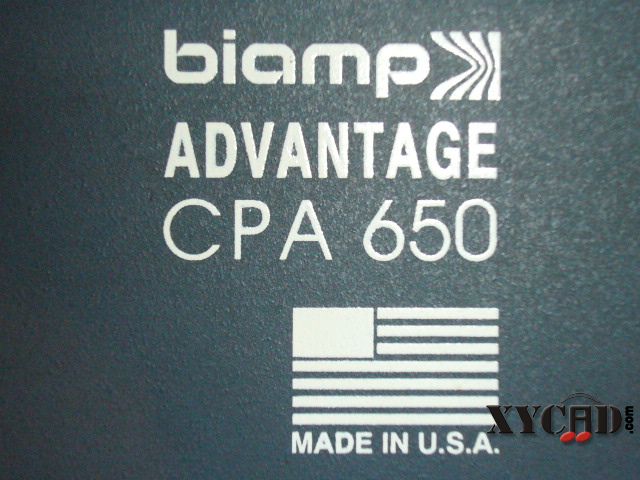 biamp
ADVANTAGE
CPA 650
MADE IN U.S.A.
XYCAD.com